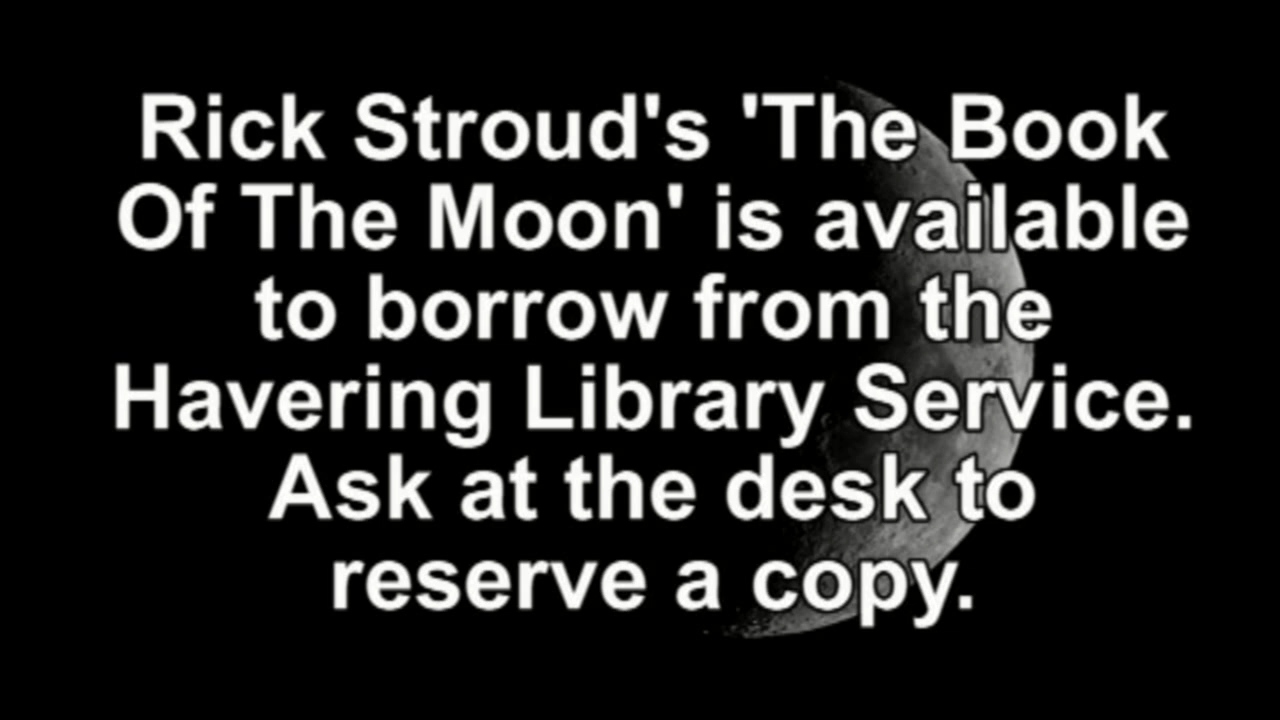 Rick Stroud's 'The Book
Of The Moon' is available
to borrow from the
Havering Library Service.
Ask at the desk to
reserve a copy.